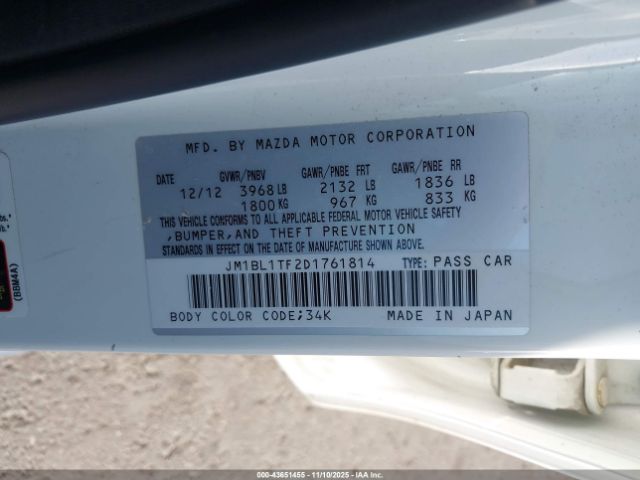 MFD. BY MAZDA MOTOR CORPORATION
DATE GVWR/PNBV GAWR/PNBE FRT GAWR/PNBE RR
12/12 3968 LB 2132 LB 1836 LB
1800 KG 967 KG 833 KG
THIS VEHICLE CONFORMS TO ALL APPLICABLE FEDERAL MOTOR VEHICLE SAFETY
,BUMPER,AND THEFT PREVENTION
STANDARDS IN EFFECT ON THE DATE OF MANUFACTURE SHOWN ABOVE.
JM1BL1TF2D1761814 TYPE: PASS CAR
BODY COLOR CODE;34K MADE IN JAPAN
(BBM4A)
000-43651455 - 11/10/2025 - ©IAAI, Inc.